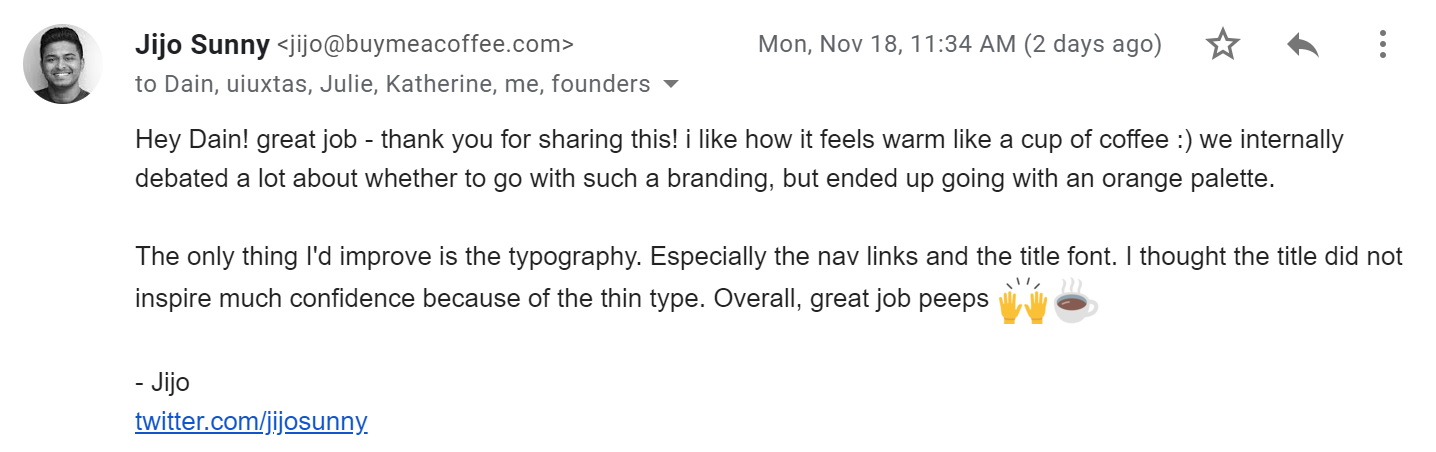 Jijo Sunny <jijo@buymeacoffee.com>
Mon, Nov 18, 11:34 AM (2 days ago)
to Dain, uiuxtas, Julie, Katherine, me, founders
Hey Dain! great job - thank you for sharing this! i like how it feels warm like a cup of coffee :) we internally
debated a lot about whether to go with such a branding, but ended up going with an orange palette.
The only thing I'd improve is the typography. Especially the nav links and the title font. I thought the title did not
inspire much confidence because of the thin type. Overall, great job peeps 🙌☕
- Jijo
twitter.com/jijosunny